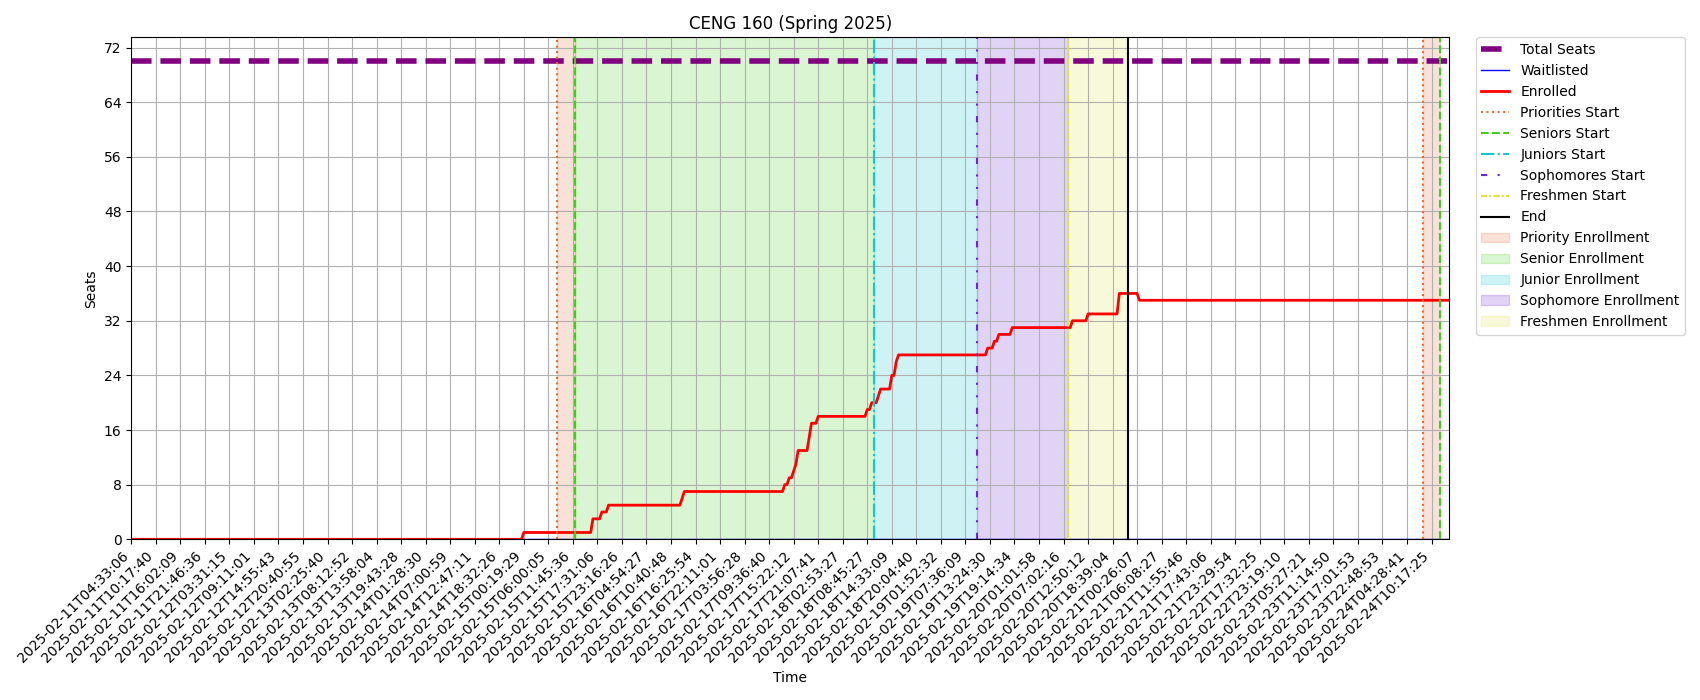 CENG 160 (Spring 2025)
72
64
56
48
40
32
24
16
8
0
Seats
2025-02-11T04:33:06
2025-02-11T10:17:40
2025-02-11T16:02:09
2025-02-11T21:46:36
2025-02-12T03:31:15
2025-02-12T09:11:01
2025-02-12T14:55:43
2025-02-12T20:40:55
2025-02-13T02:25:40
2025-02-13T08:12:52
2025-02-13T13:58:04
2025-02-13T19:43:28
2025-02-14T01:28:30
2025-02-14T07:00:59
2025-02-14T12:47:11
2025-02-14T18:32:26
2025-02-15T00:19:29
2025-02-15T06:00:05
2025-02-15T11:45:36
2025-02-15T17:31:06
2025-02-15T23:16:26
2025-02-16T04:54:27
2025-02-16T10:40:48
2025-02-16T16:25:54
2025-02-16T22:11:01
2025-02-17T03:56:28
2025-02-17T09:36:40
2025-02-17T15:22:12
2025-02-17T21:07:41
2025-02-18T02:53:27
2025-02-18T08:45:27
2025-02-18T14:33:09
2025-02-18T20:04:40
2025-02-19T01:52:32
2025-02-19T07:36:09
2025-02-19T13:24:30
2025-02-19T19:14:34
2025-02-20T01:01:58
2025-02-20T07:02:16
2025-02-20T12:50:12
2025-02-20T18:39:04
2025-02-21T00:26:07
2025-02-21T06:08:27
2025-02-21T11:55:46
2025-02-21T17:43:06
2025-02-21T23:29:54
2025-02-22T17:32:25
2025-02-22T23:19:10
2025-02-23T05:27:21
2025-02-23T11:14:50
2025-02-23T17:01:53
2025-02-23T22:48:53
2025-02-24T04:28:41
2025-02-24T10:17:25
Time
Total Seats
Waitlisted
Enrolled
Priorities Start
Seniors Start
Juniors Start
Sophomores Start
Freshmen Start
End
Priority Enrollment
Senior Enrollment
Junior Enrollment
Sophomore Enrollment
Freshmen Enrollment